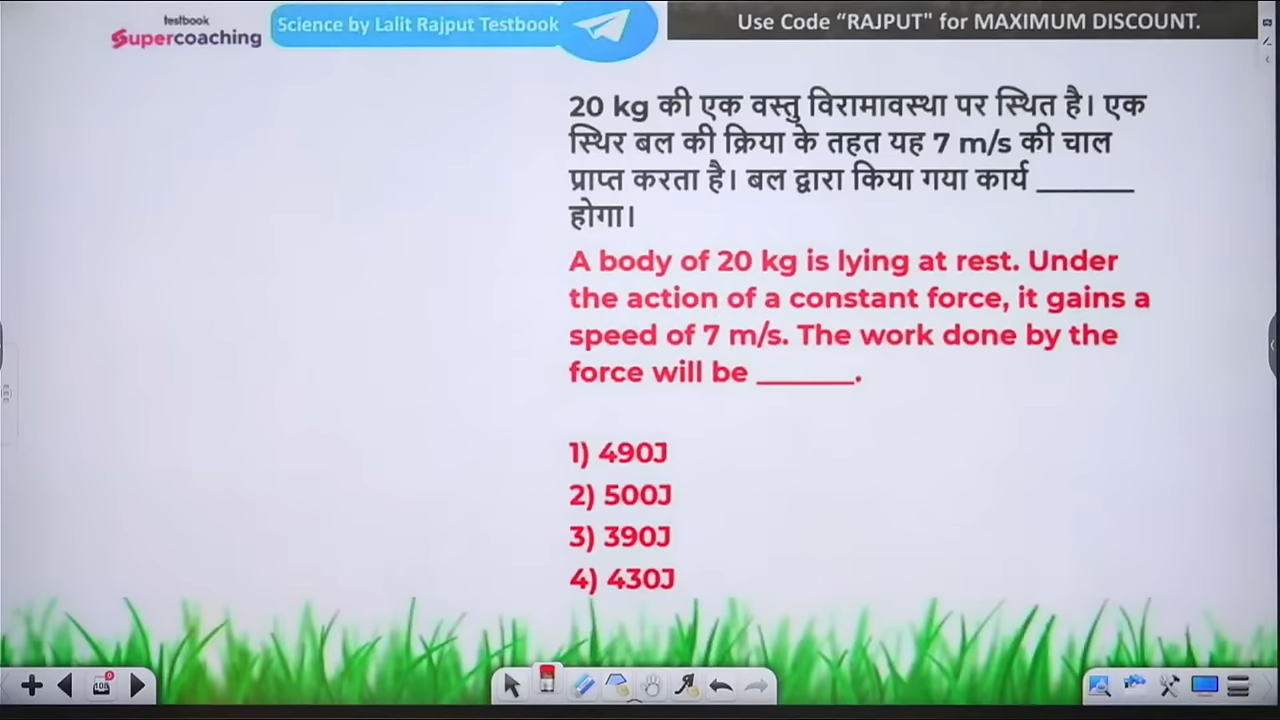 testbook
Supercoaching
Science by Lalit Rajput Testbook
Use Code “RAJPUT" for MAXIMUM DISCOUNT.
20 kg की एक वस्तु विरामावस्था पर स्थित है। एक
स्थिर बल की क्रिया के तहत यह 7 m/s की चाल
प्राप्त करता है। बल द्वारा किया गया कार्य _______
होगा।
A body of 20 kg is lying at rest. Under
the action of a constant force, it gains a
speed of 7 m/s. The work done by the
force will be _______.
1) 490J
2) 500J
3) 390J
4) 430J